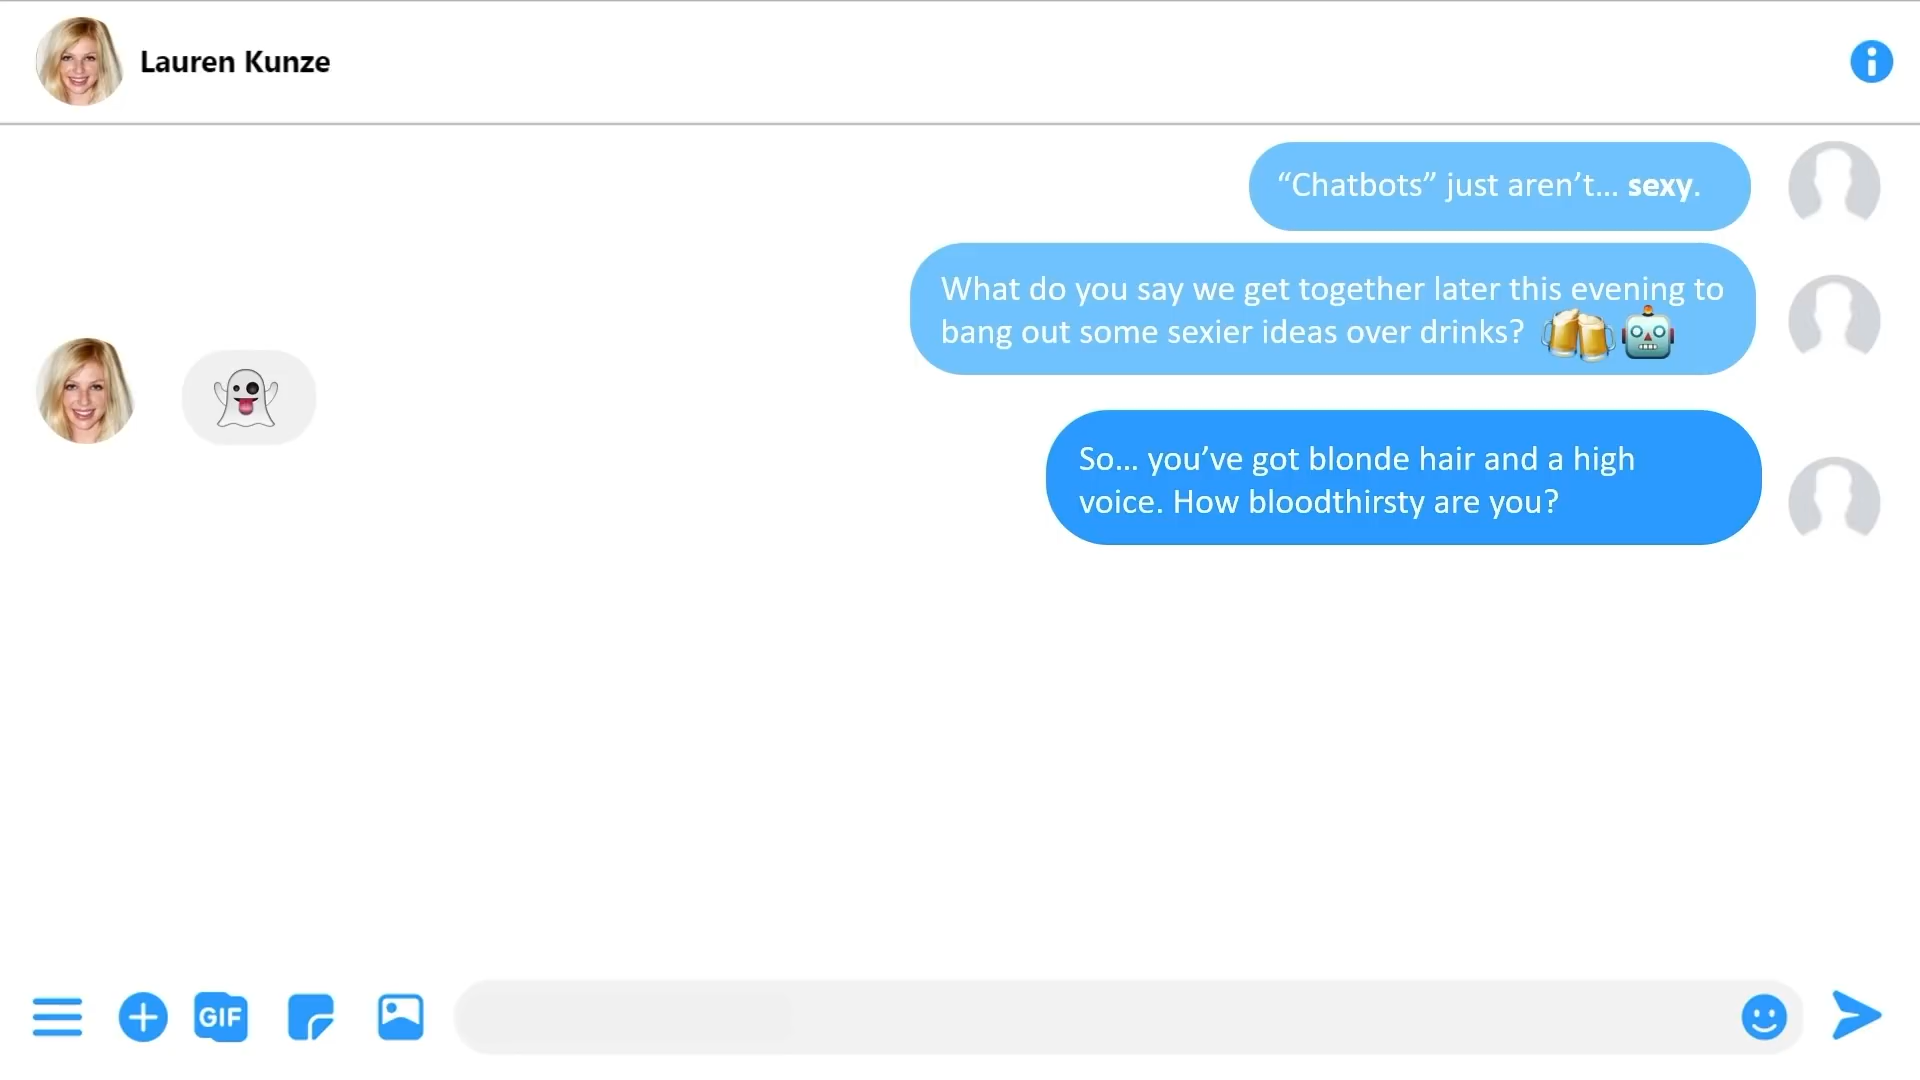 Lauren Kunze
“Chatbots” just aren’t... sexy.
What do you say we get together later this evening to
bang out some sexier ideas over drinks? 🍻🤖
👻
So... you’ve got blonde hair and a high
voice. How bloodthirsty are you?
GIF